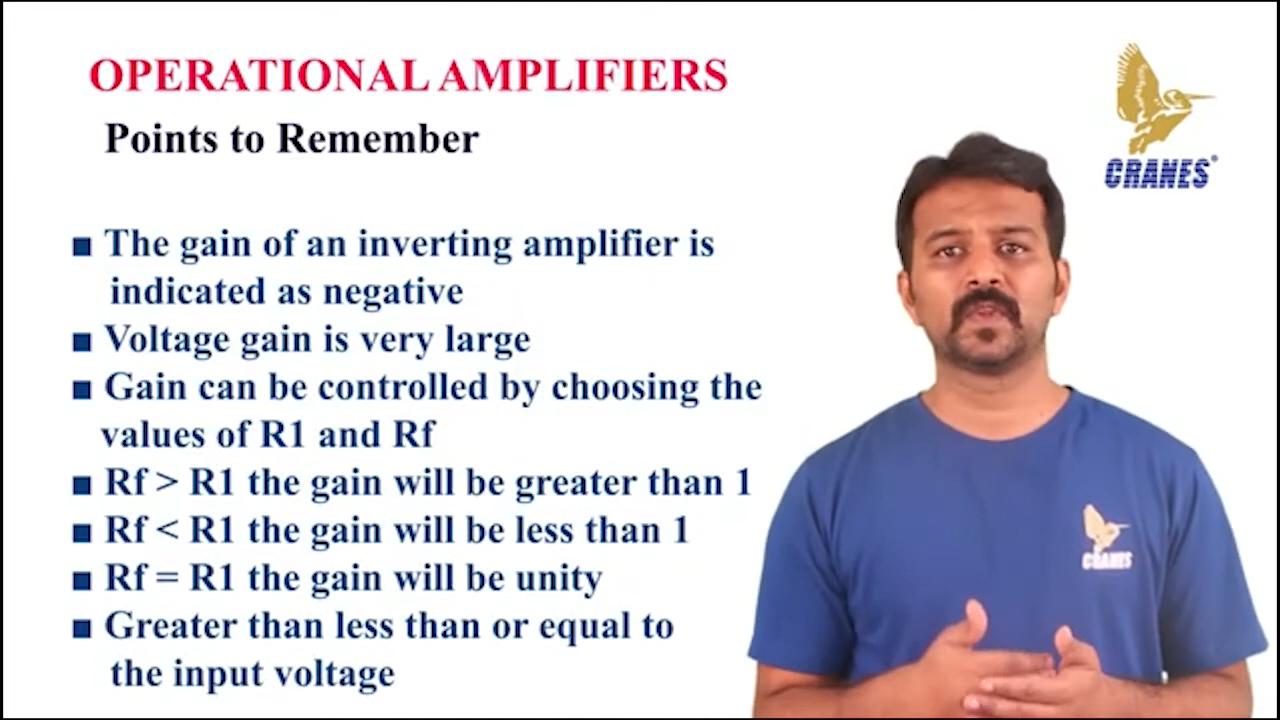 OPERATIONAL AMPLIFIERS
Points to Remember
CRANES®
■ The gain of an inverting amplifier is
indicated as negative
■ Voltage gain is very large
■ Gain can be controlled by choosing the
values of R1 and Rf
■ Rf > R1 the gain will be greater than 1
■ Rf < R1 the gain will be less than 1
■ Rf = R1 the gain will be unity
■ Greater than less than or equal to
the input voltage
CRANES